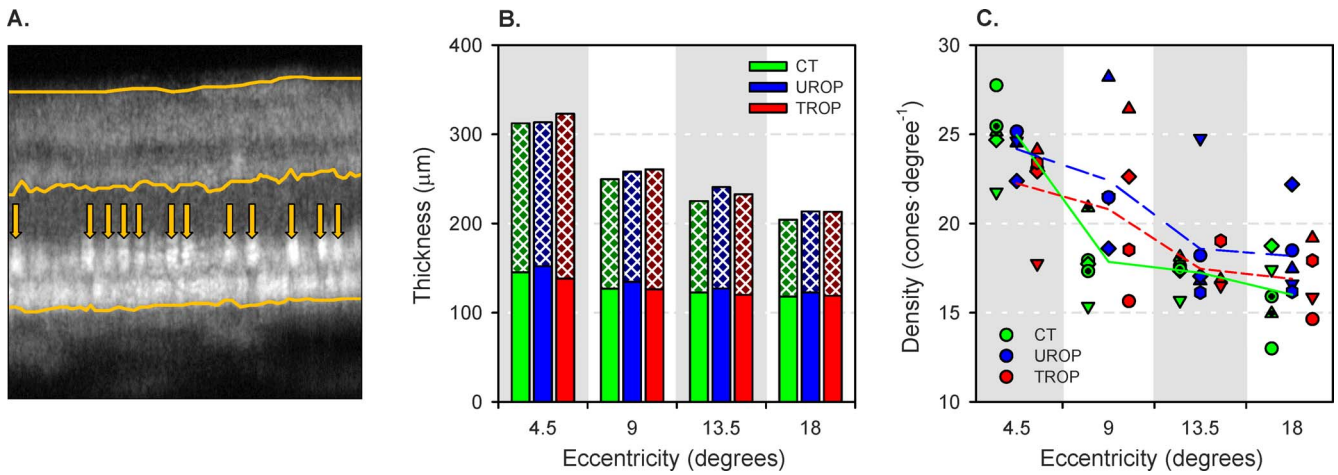 A.
B.
C.
400
300
200
100
0
Thickness (μm)
CT
UROP
TROP
4.5
9
13.5
18
Eccentricity (degrees)
30
25
20
15
10
Density (cones·degree⁻¹)
CT
UROP
TROP
4.5
9
13.5
18
Eccentricity (degrees)